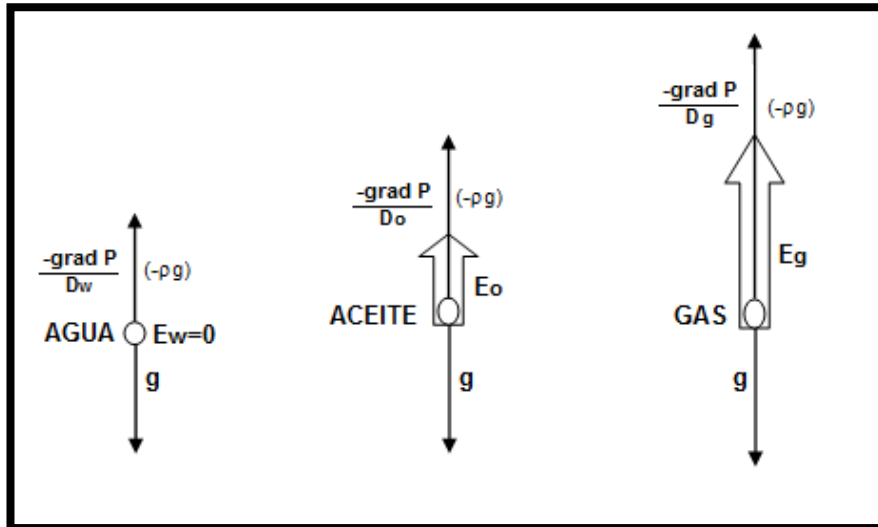 -grad P
Dw
(-ρg)
AGUA
Ew=0
g
-grad P
Do
(-ρg)
ACEITE
Eo
g
-grad P
Dg
(-ρg)
GAS
Eg
g